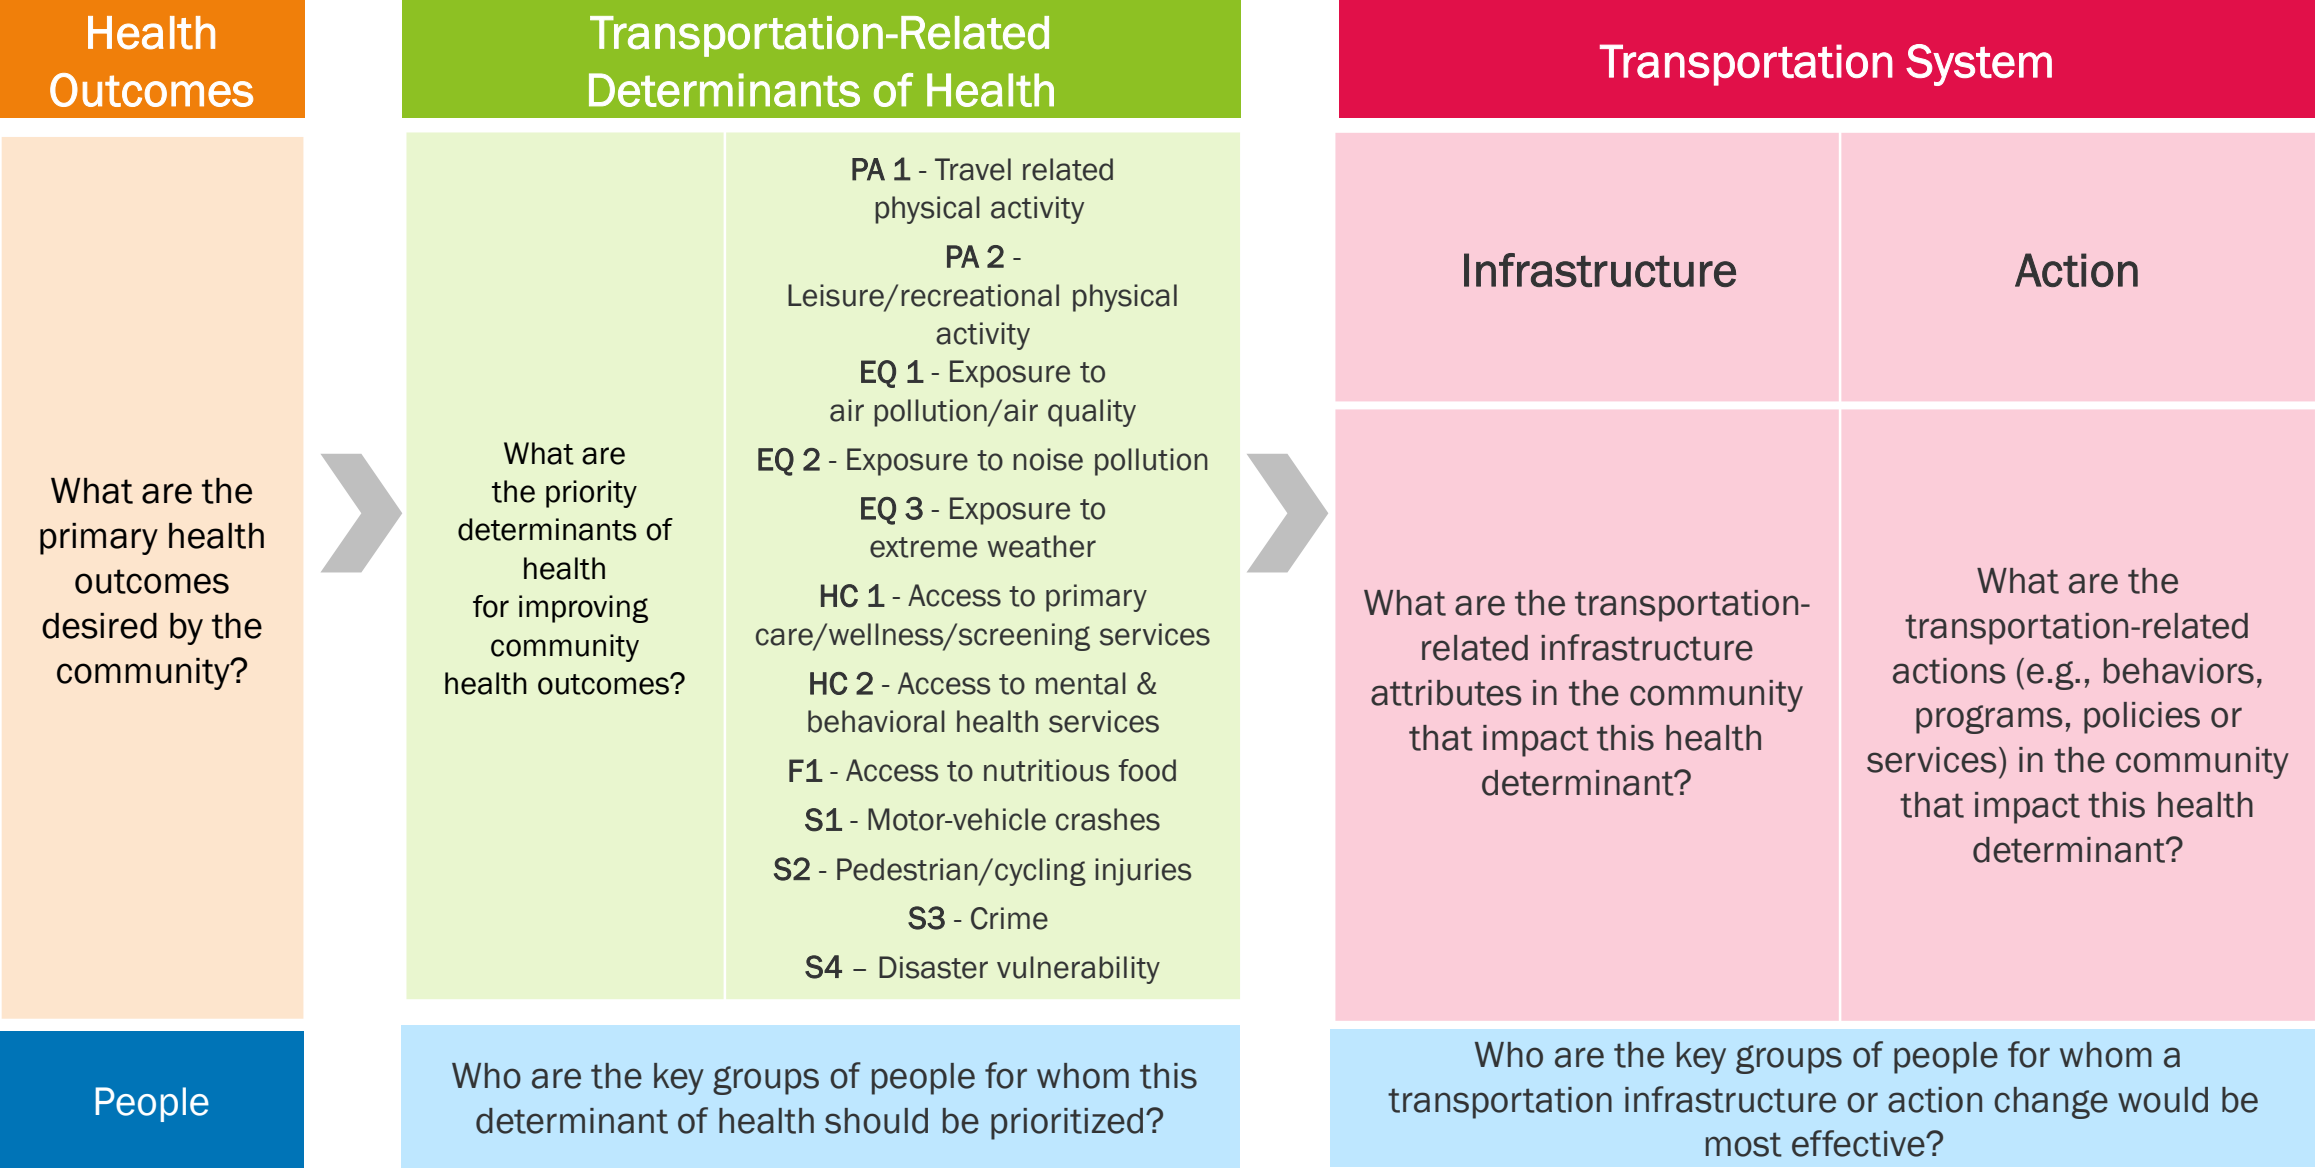 Health
Outcomes
Transportation-Related
Determinants of Health
Transportation System
What are the
primary health
outcomes
desired by the
community?
What are
the priority
determinants of
health
for improving
community
health outcomes?
PA 1 - Travel related
physical activity
PA 2 -
Leisure/recreational physical
activity
EQ 1 - Exposure to
air pollution/air quality
EQ 2 - Exposure to noise pollution
EQ 3 - Exposure to
extreme weather
HC 1 - Access to primary
care/wellness/screening services
HC 2 - Access to mental &
behavioral health services
F1 - Access to nutritious food
S1 - Motor-vehicle crashes
S2 - Pedestrian/cycling injuries
S3 - Crime
S4 – Disaster vulnerability
Infrastructure
Action
What are the transportation-
related infrastructure
attributes in the community
that impact this health
determinant?
What are the
transportation-related
actions (e.g., behaviors,
programs, policies or
services) in the community
that impact this health
determinant?
People
Who are the key groups of people for whom this
determinant of health should be prioritized?
Who are the key groups of people for whom a
transportation infrastructure or action change would be
most effective?